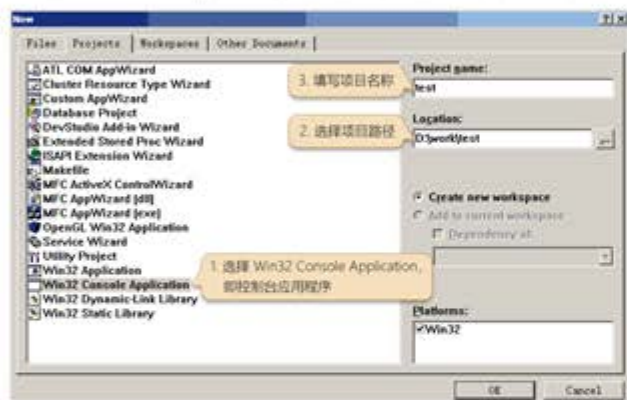 New
Files Projects Workspaces Other Documents
ATL COM AppWizard
Cluster Resource Type Wizard
Custom AppWizard
Database Project
DevStudio Add-in Wizard
Extended Stored Proc Wizard
ISAPI Extension Wizard
Makefile
MFC ActiveX ControlWizard
MFC AppWizard (dll)
MFC AppWizard (exe)
OpenGL Win32 Application
Service Wizard
Utility Project
Win32 Application
Win32 Console Application
Win32 Dynamic-Link Library
Win32 Static Library
1. 选择 Win32 Console Application,
即控制台应用程序
3. 填写项目名称
Project name:
test
2. 选择项目路径
Location:
D:\work\test
...
Create new workspace
Add to current workspace
Dependency of:
Platforms:
Win32
OK Cancel